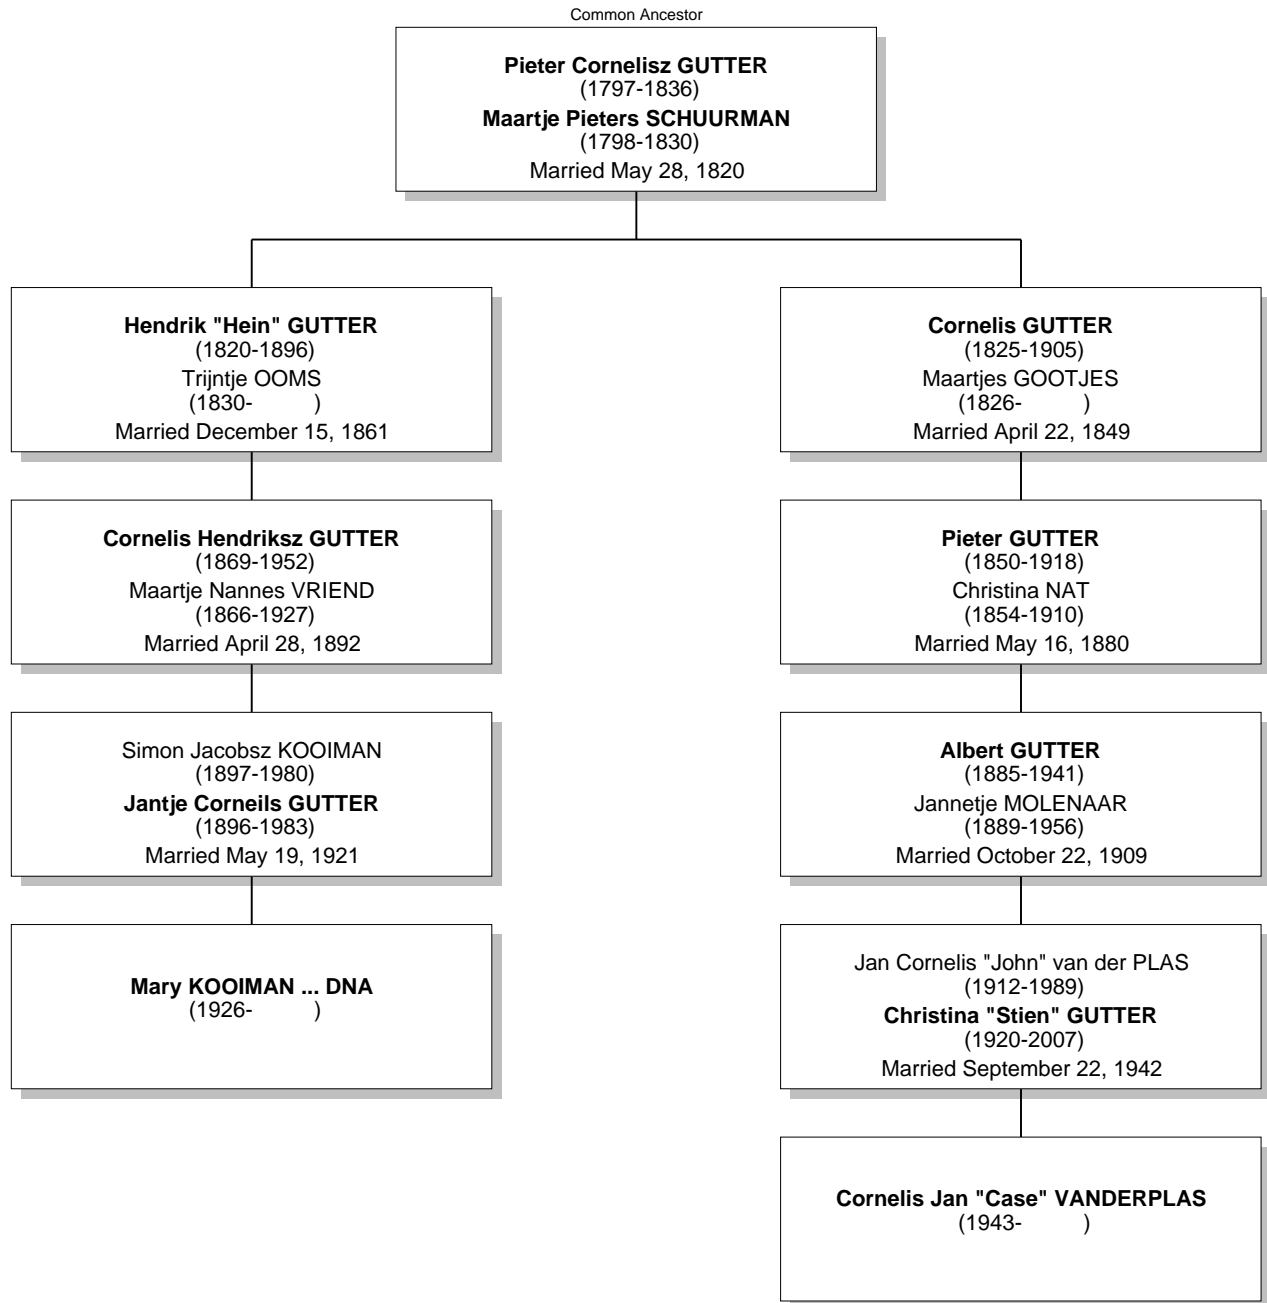 Common Ancestor
Pieter Cornelisz GUTTER
(1797-1836)
Maartje Pieters SCHUURMAN
(1798-1830)
Married May 28, 1820
Hendrik "Hein" GUTTER
(1820-1896)
Trijntje OOMS
(1830- )
Married December 15, 1861
Cornelis GUTTER
(1825-1905)
Maartjes GOOTJES
(1826- )
Married April 22, 1849
Cornelis Hendriksz GUTTER
(1869-1952)
Maartje Nannes VRIEND
(1866-1927)
Married April 28, 1892
Pieter GUTTER
(1850-1918)
Christina NAT
(1854-1910)
Married May 16, 1880
Simon Jacobsz KOOIMAN
(1897-1980)
Jantje Corneils GUTTER
(1896-1983)
Married May 19, 1921
Albert GUTTER
(1885-1941)
Jannetje MOLENAAR
(1889-1956)
Married October 22, 1909
Mary KOOIMAN ... DNA
(1926- )
Jan Cornelis "John" van der PLAS
(1912-1989)
Christina "Stien" GUTTER
(1920-2007)
Married September 22, 1942
Cornelis Jan "Case" VANDERPLAS
(1943- )